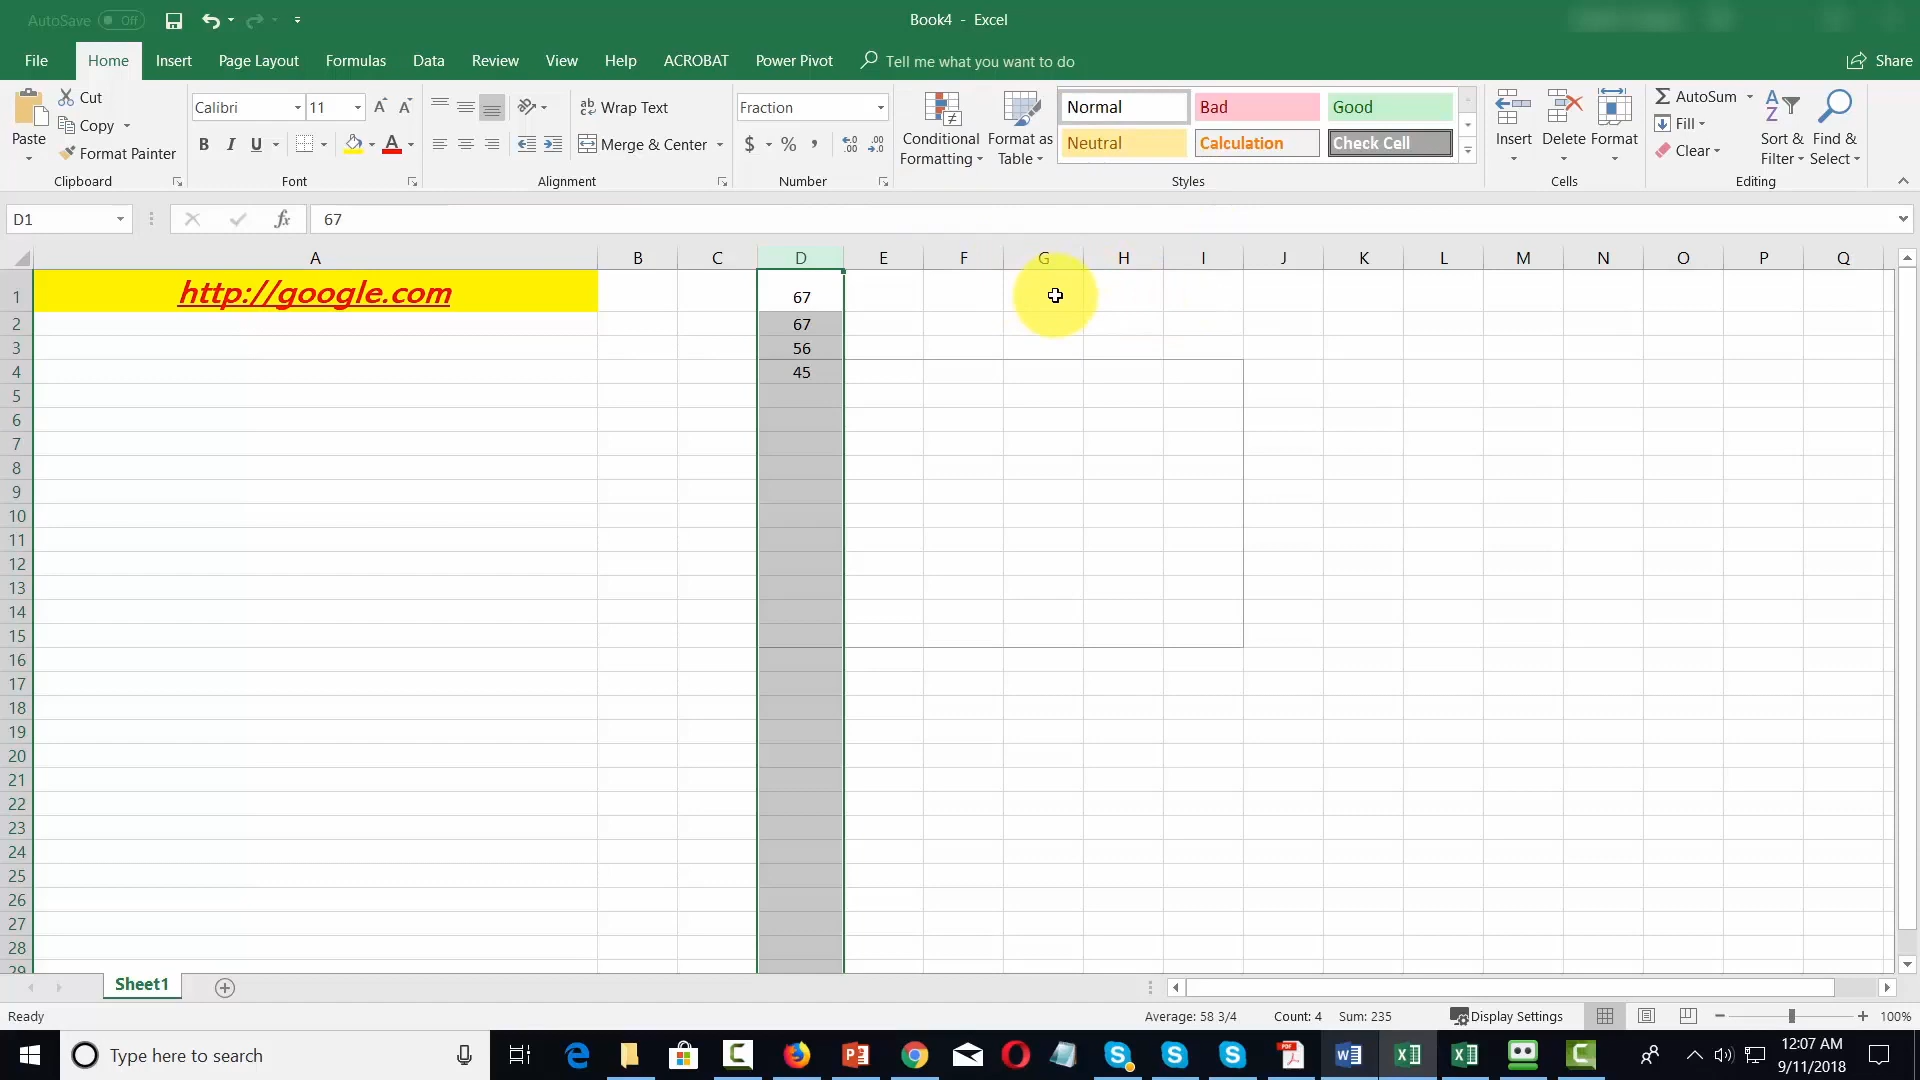 AutoSave Off
Book4 - Excel
File Home Insert Page Layout Formulas Data Review View Help ACROBAT Power Pivot Tell me what you want to do Share
Paste
Cut
Copy
Format Painter
Clipboard
Calibri 11
B I U A
Font
ab Wrap Text
Merge & Center
Alignment
Fraction
$ % , .00 .0
Number
Conditional Formatting
Format as Table
Normal Bad Good
Neutral Calculation Check Cell
Styles
Insert Delete Format
Cells
AutoSum
Fill
Clear
Sort & Filter
Find & Select
Editing
D1 fx 67
A B C D E F G H I J K L M N O P Q
1 http://google.com 67
2 67
3 56
4 45
5
6
7
8
9
10
11
12
13
14
15
16
17
18
19
20
21
22
23
24
25
26
27
28
29
Sheet1
Ready Average: 58 3/4 Count: 4 Sum: 235 Display Settings 100%
Type here to search
12:07 AM
9/11/2018